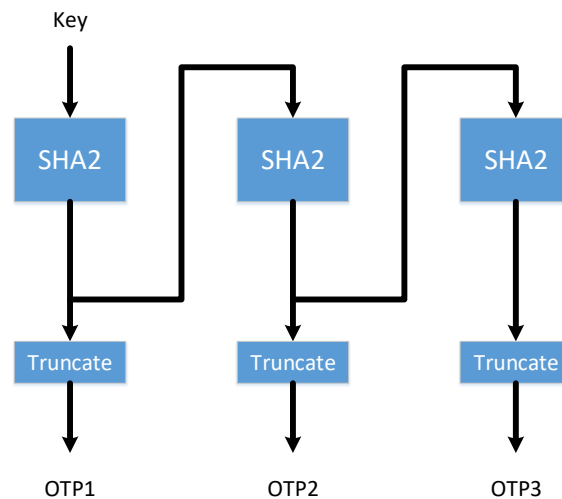 Key
SHA2
SHA2
SHA2
Truncate
Truncate
Truncate
OTP1
OTP2
OTP3